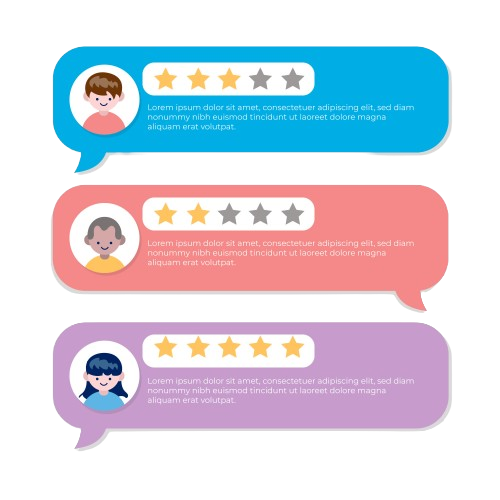 Lorem ipsum dolor sit amet, consectetuer adipiscing elit, sed diam
nonummy nibh euismod tincidunt ut laoreet dolore magna
aliquam erat volutpat.
Lorem ipsum dolor sit amet, consectetuer adipiscing elit, sed diam
nonummy nibh euismod tincidunt ut laoreet dolore magna
aliquam erat volutpat.
Lorem ipsum dolor sit amet, consectetuer adipiscing elit, sed diam
nonummy nibh euismod tincidunt ut laoreet dolore magna
aliquam erat volutpat.